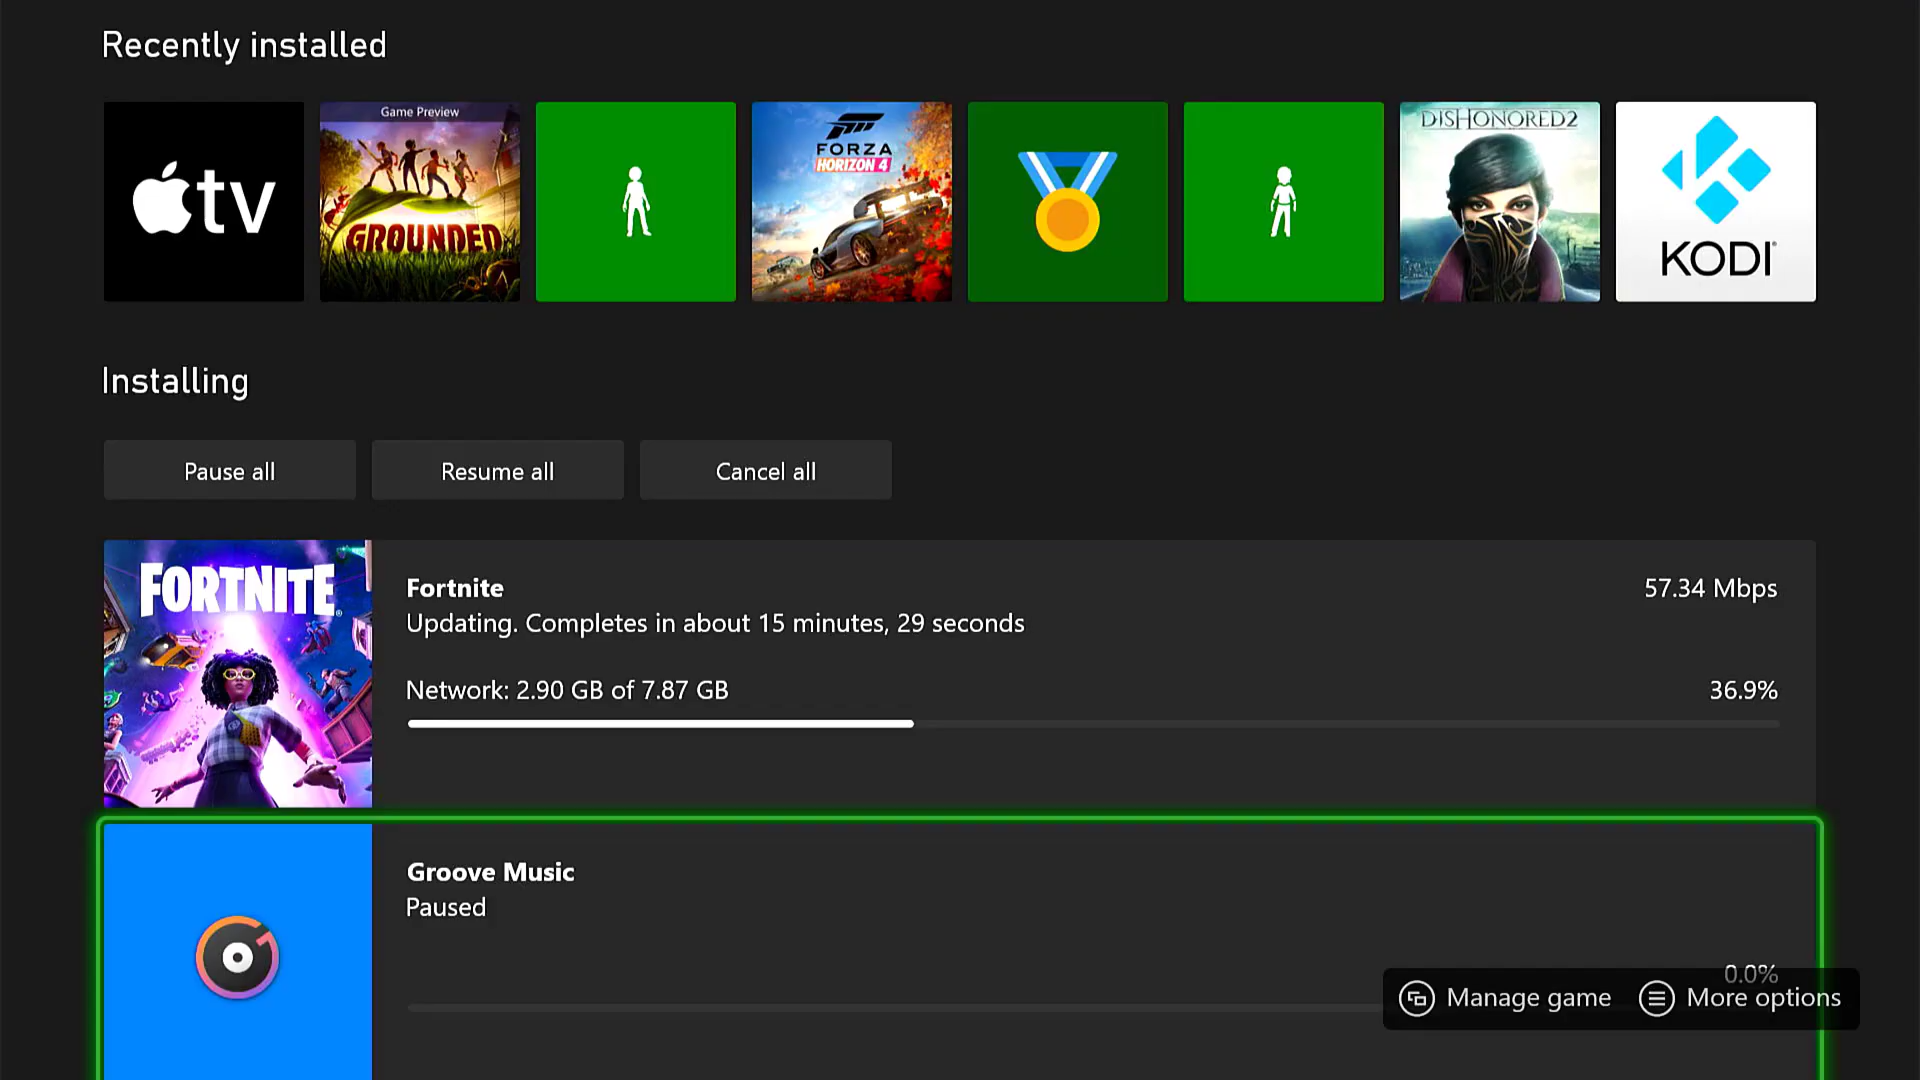 Recently installed
tv
Game Preview
GROUNDED
FORZA
HORIZON 4
DISHONORED2
KODI
Installing
Pause all
Resume all
Cancel all
FORTNITE
Fortnite
57.34 Mbps
Updating. Completes in about 15 minutes, 29 seconds
Network: 2.90 GB of 7.87 GB
36.9%
Groove Music
Paused
0.0%
Manage game
More options